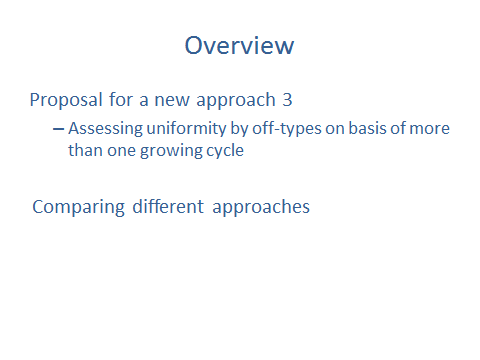 Overview
Proposal for a new approach 3
– Assessing uniformity by off-types on basis of more
than one growing cycle
Comparing different approaches